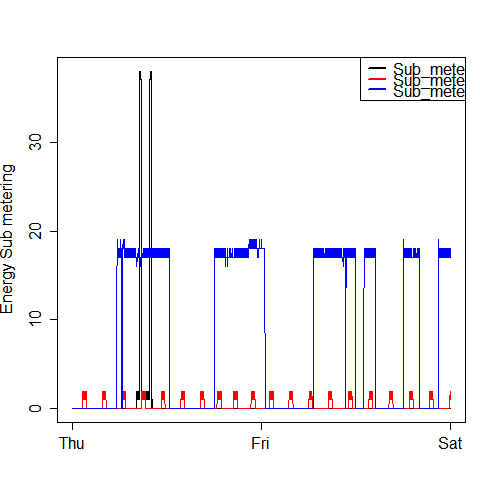 Sub_mete
Sub_mete
Sub_mete
Energy Sub metering
30
20
10
0
Thu Fri Sat